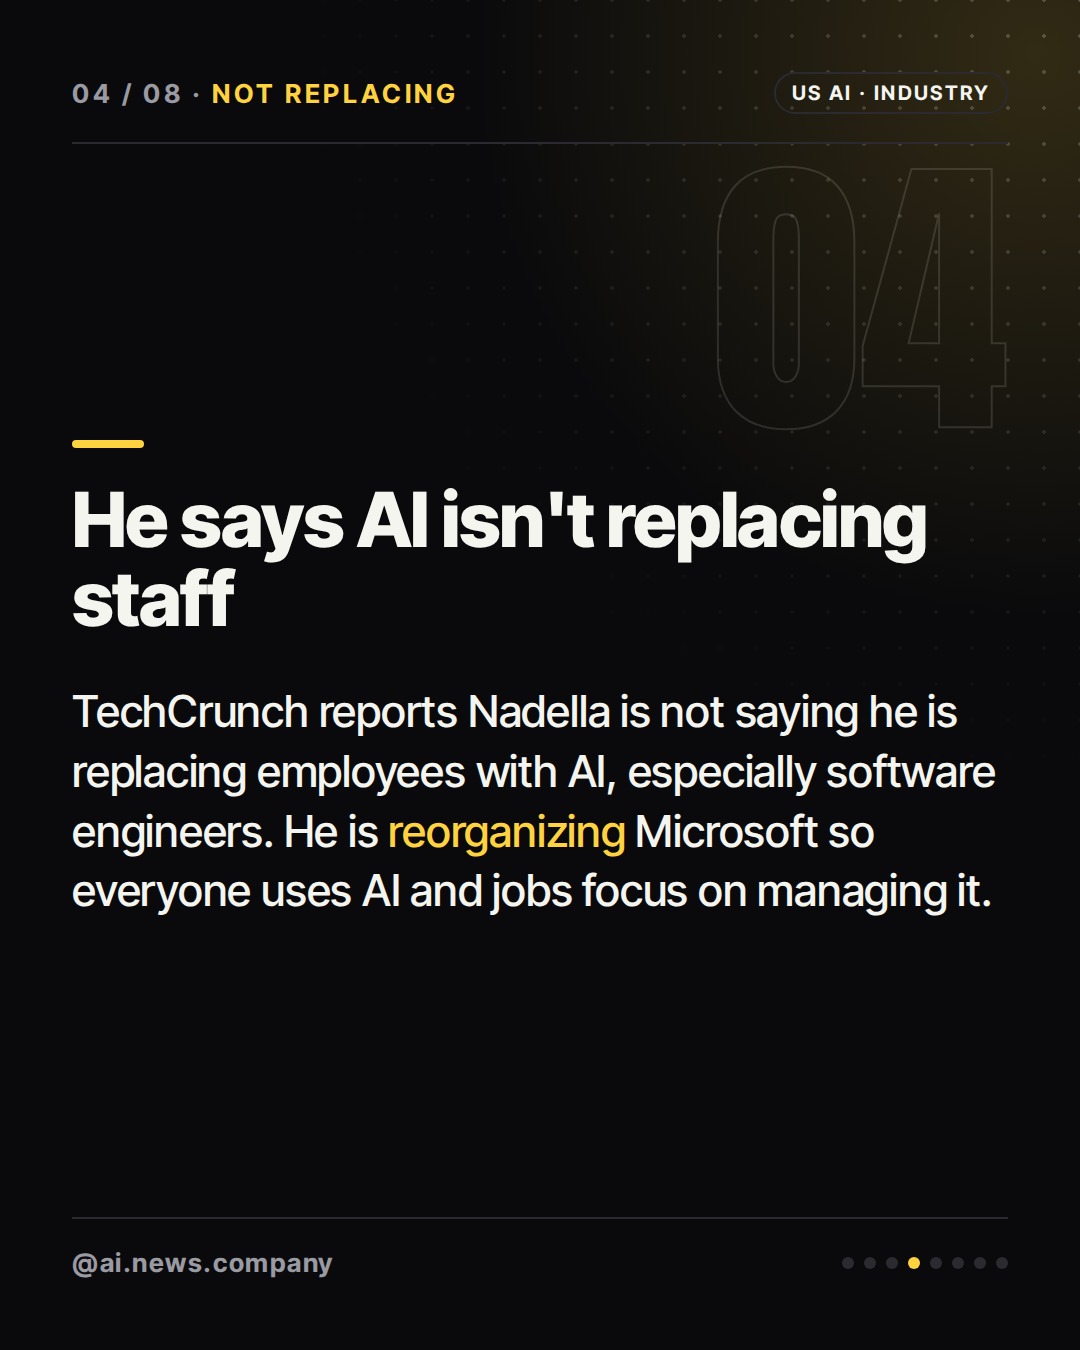 04 / 08 · NOT REPLACING
US AI · INDUSTRY
04
He says AI isn't replacing
staff
TechCrunch reports Nadella is not saying he is
replacing employees with AI, especially software
engineers. He is reorganizing Microsoft so
everyone uses AI and jobs focus on managing it.
@ai.news.company